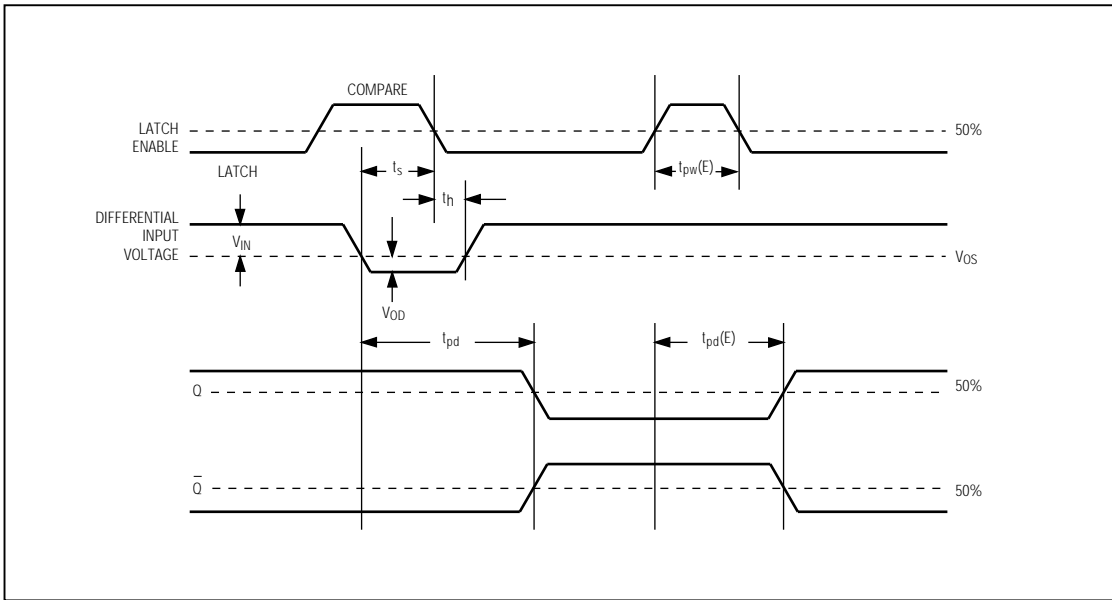 COMPARE
LATCH
ENABLE
50%
LATCH
ts
tpw(E)
th
DIFFERENTIAL
INPUT
VOLTAGE
VIN
VOS
VOD
tpd
tpd(E)
Q
50%
Q̅
50%